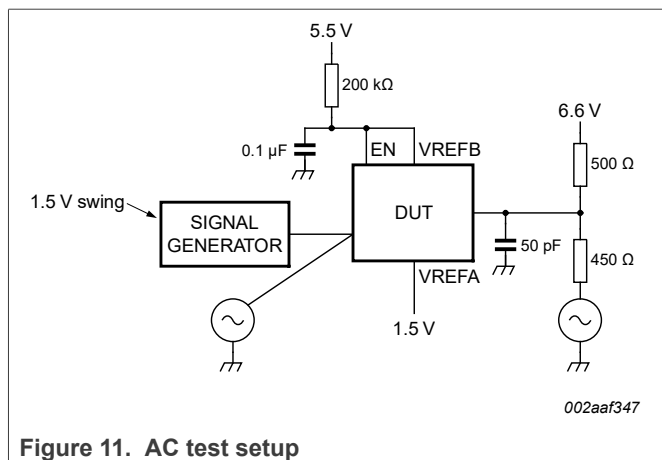 5.5 V
200 kΩ
6.6 V
0.1 µF
EN
VREFB
500 Ω
1.5 V swing
SIGNAL
GENERATOR
DUT
50 pF
450 Ω
VREFA
1.5 V
002aaf347
Figure 11. AC test setup